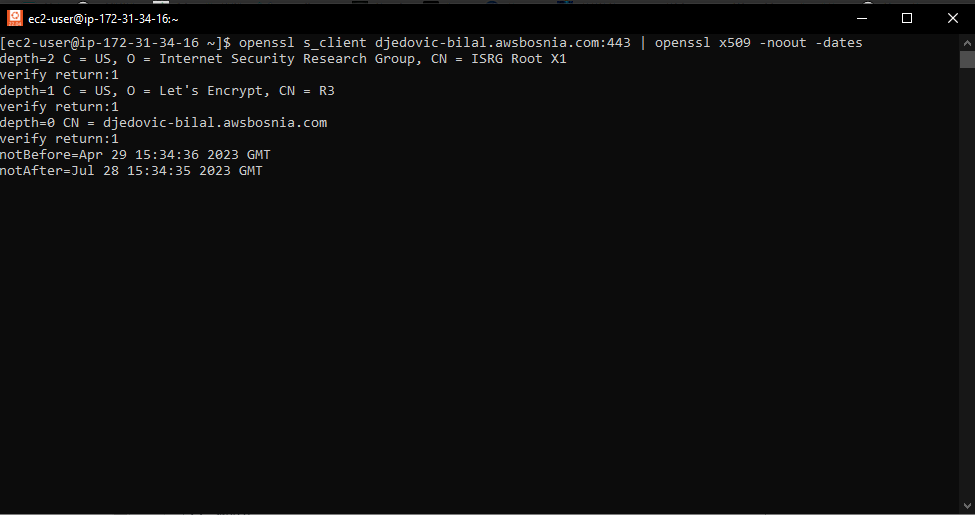 ec2-user@ip-172-31-34-16:~
[ec2-user@ip-172-31-34-16 ~]$ openssl s_client djedovic-bilal.awsbosnia.com:443 | openssl x509 -noout -dates
depth=2 C = US, O = Internet Security Research Group, CN = ISRG Root X1
verify return:1
depth=1 C = US, O = Let's Encrypt, CN = R3
verify return:1
depth=0 CN = djedovic-bilal.awsbosnia.com
verify return:1
notBefore=Apr 29 15:34:36 2023 GMT
notAfter=Jul 28 15:34:35 2023 GMT